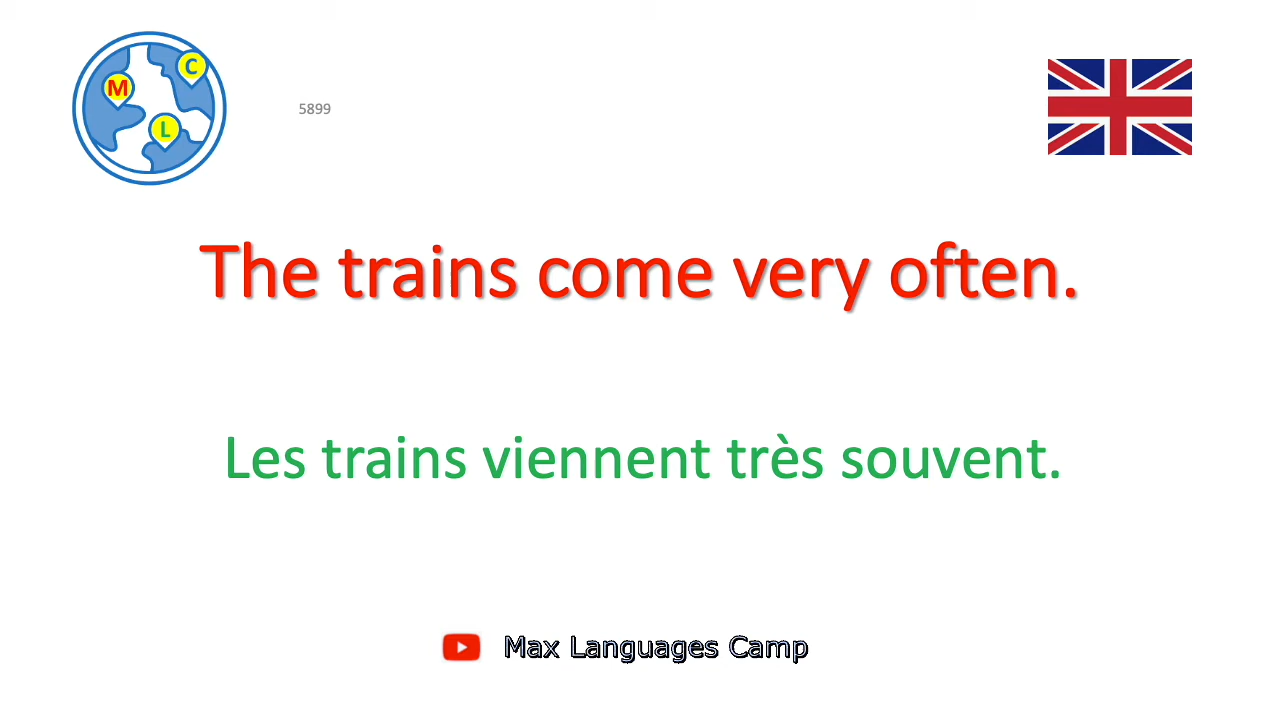 M
C
L
5899
The trains come very often.
Les trains viennent très souvent.
Max Languages Camp